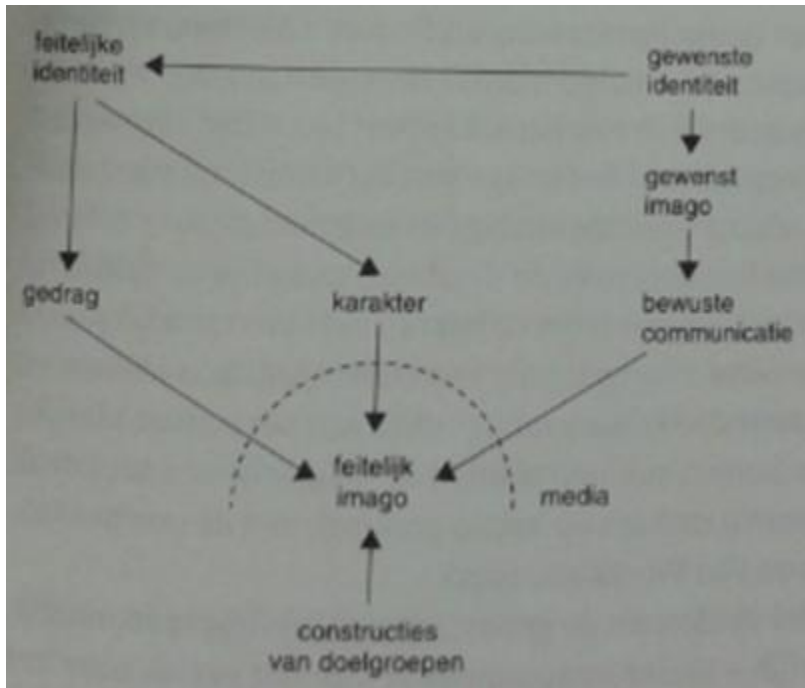 feitelijke
identiteit
gewenste
identiteit
gewenst
imago
gedrag
karakter
bewuste
communicatie
feitelijk
imago
media
constructies
van doelgroepen